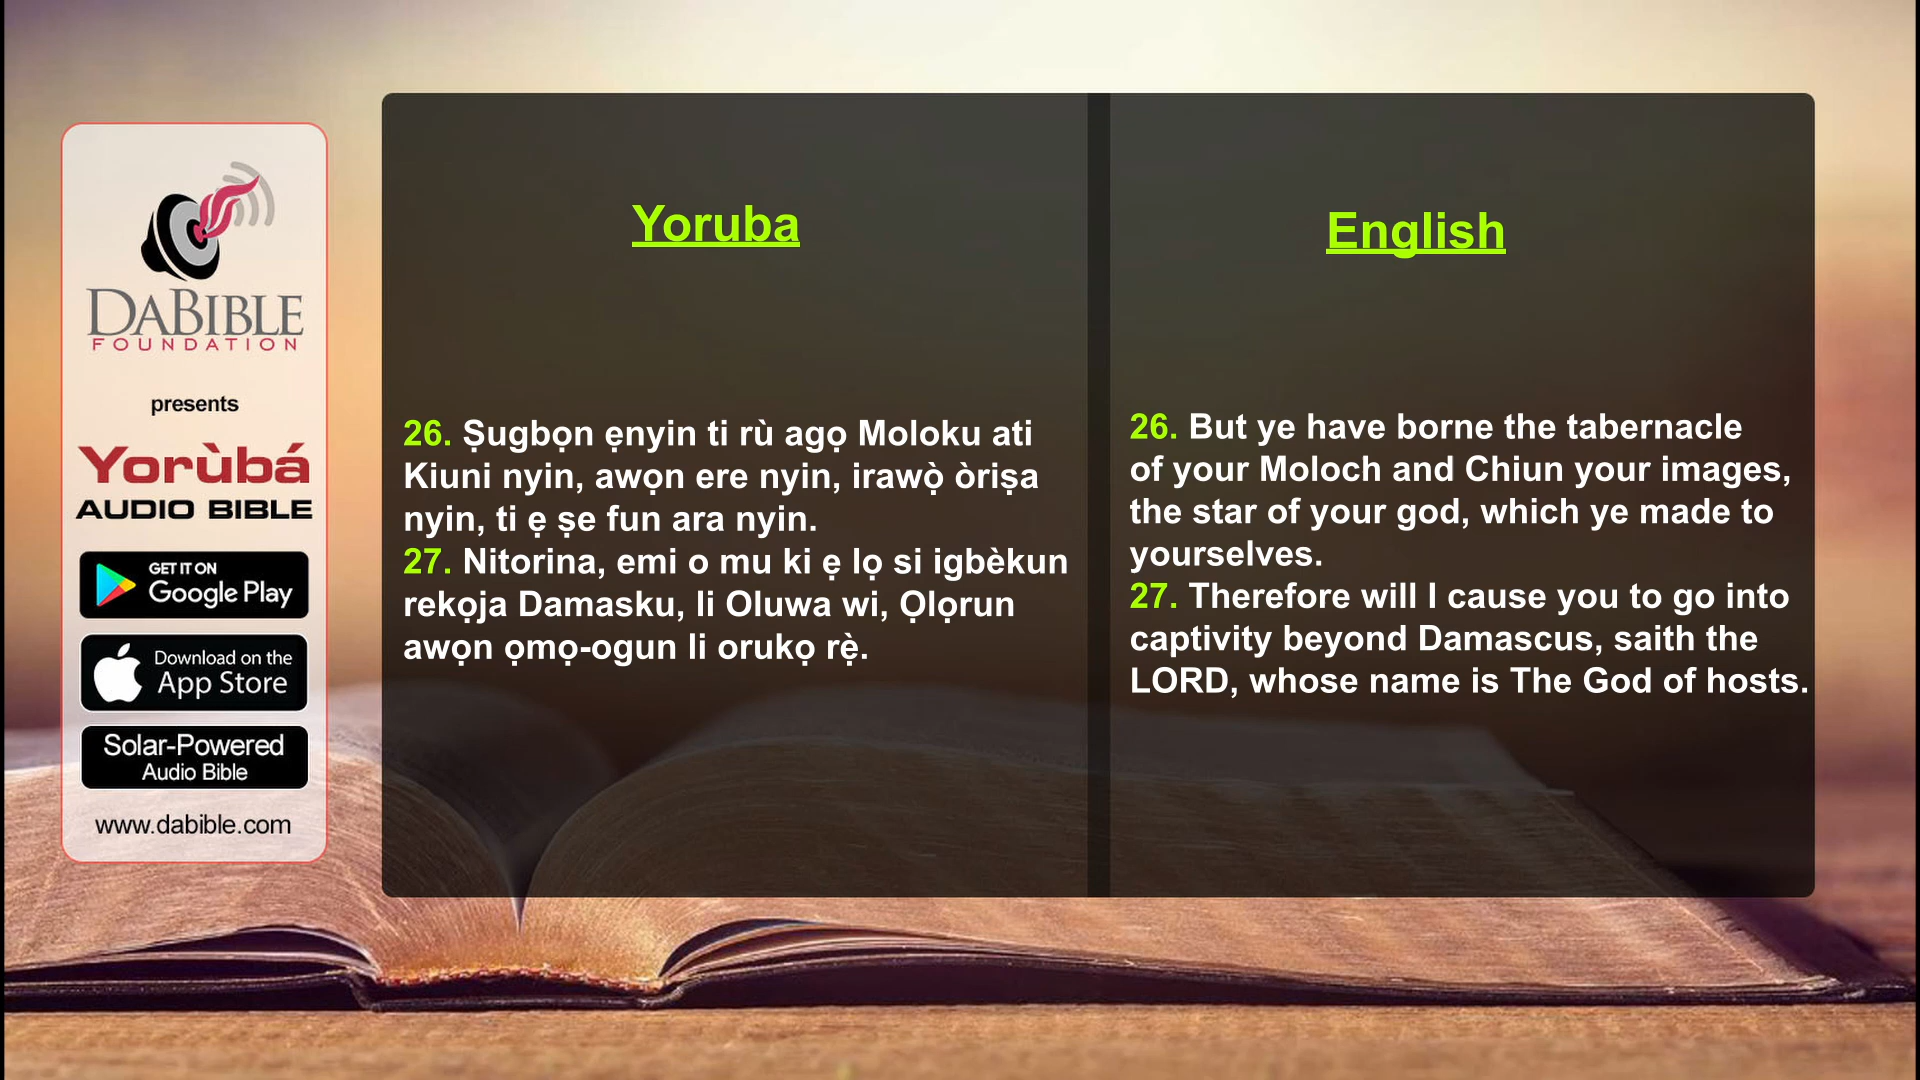 DABIBLE
FOUNDATION
presents
Yorùbá
AUDIO BIBLE
GET IT ON
Google Play
Download on the
App Store
Solar-Powered
Audio Bible
www.dabible.com
Yoruba
26. Ṣugbọn ẹnyin ti rù agọ Moloku ati
Kiuni nyin, awọn ere nyin, irawọ̀ òriṣa
nyin, ti ẹ ṣe fun ara nyin.
27. Nitorina, emi o mu ki ẹ lọ si igbèkun
rekọja Damasku, li Oluwa wi, Ọlọrun
awọn ọmọ-ogun li orukọ rẹ̀.
English
26. But ye have borne the tabernacle
of your Moloch and Chiun your images,
the star of your god, which ye made to
yourselves.
27. Therefore will I cause you to go into
captivity beyond Damascus, saith the
LORD, whose name is The God of hosts.